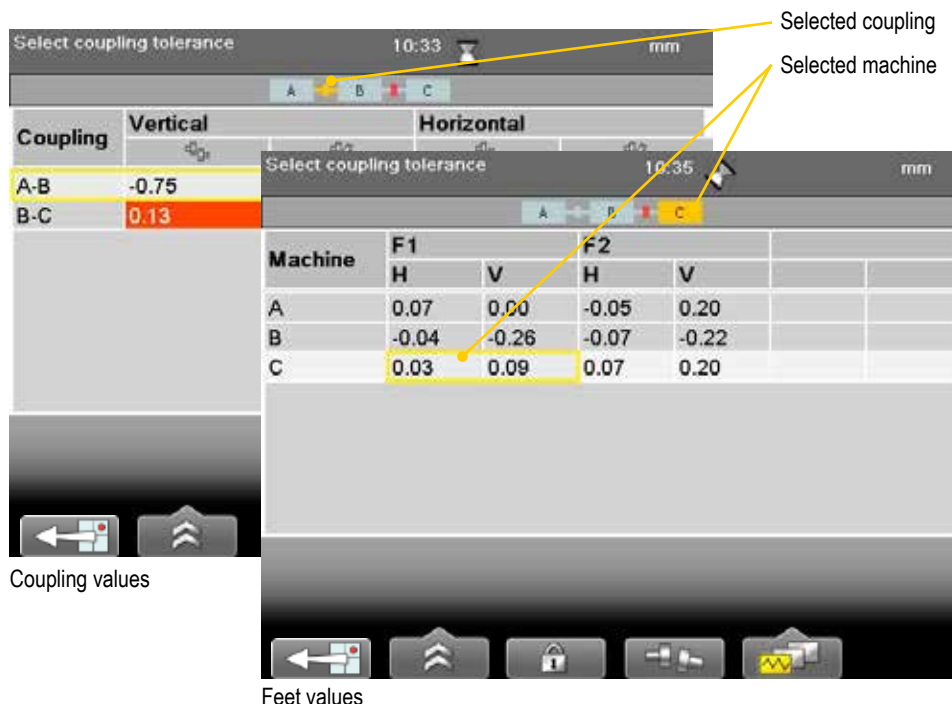 Selected coupling
Selected machine
Select coupling tolerance 10:33 mm
A B C
Coupling Vertical Horizontal
A-B -0.75
B-C 0.13
Select coupling tolerance 10:35 mm
A B C
Machine F1 F2
H V H V
A 0.07 0.00 -0.05 0.20
B -0.04 -0.26 -0.07 -0.22
C 0.03 0.09 0.07 0.20
Coupling values
Feet values